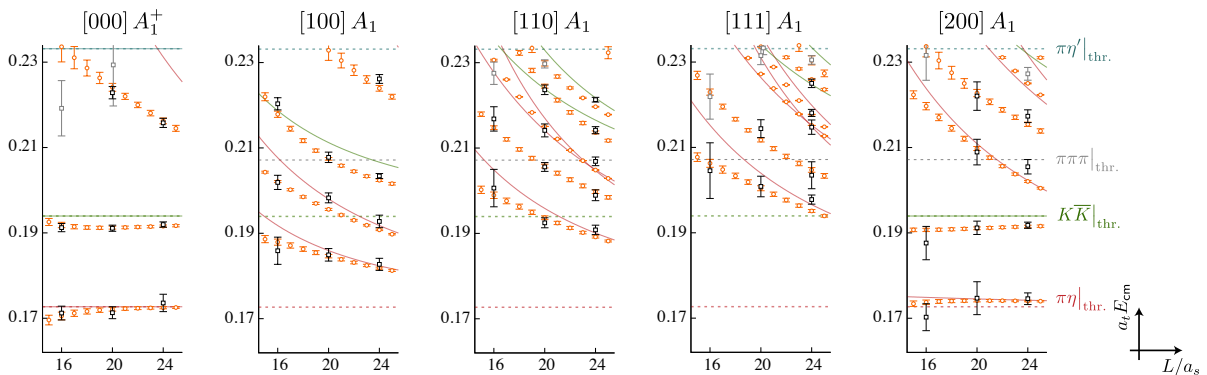 [000] A₁⁺ [100] A₁ [110] A₁ [111] A₁ [200] A₁
0.23 0.23 0.23 0.23 0.23 πη′|thr.
0.21 0.21 0.21 0.21 0.21 πππ|thr.
0.19 0.19 0.19 0.19 0.19 KK̅|thr.
0.17 0.17 0.17 0.17 0.17 πη|thr.
aₜ E_cm
16 20 24 16 20 24 16 20 24 16 20 24 16 20 24 L/aₛ